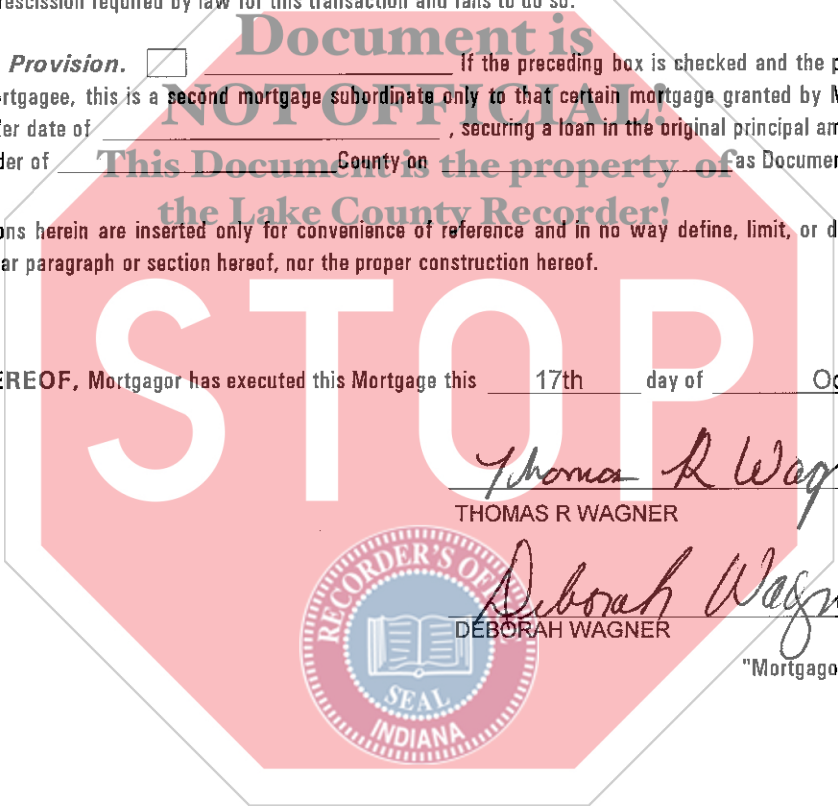 rescission required by law for this transaction and fails to do so.
Document is
Provision. If the preceding box is checked and the p
rtgagee, this is a second mortgage subordinate only to that certain mortgage granted by M
NOT OFFICIAL!
er date of , securing a loan in the original principal am
der of County on as Documen
This Document is the property of
the Lake County Recorder!
ons herein are inserted only for convenience of reference and in no way define, limit, or d
ar paragraph or section hereof, nor the proper construction hereof.
STOP
EREOF, Mortgagor has executed this Mortgage this 17th day of Oc
Thomas R Wagn
THOMAS R WAGNER
Deborah Wagn
DEBORAH WAGNER
"Mortgago
RECORDER'S OFFICE
SEAL
INDIANA